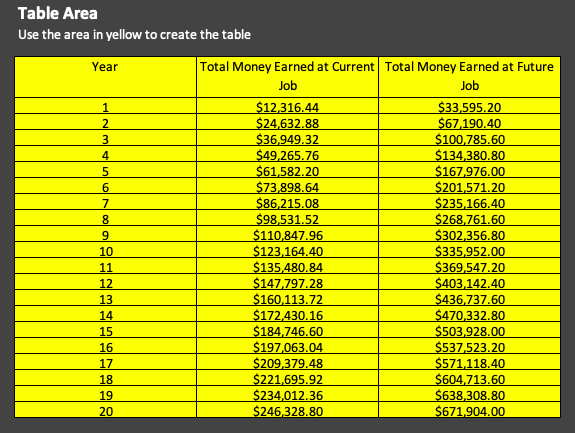 Table Area
Use the area in yellow to create the table
Year Total Money Earned at Current Job Total Money Earned at Future Job
1 $12,316.44 $33,595.20
2 $24,632.88 $67,190.40
3 $36,949.32 $100,785.60
4 $49,265.76 $134,380.80
5 $61,582.20 $167,976.00
6 $73,898.64 $201,571.20
7 $86,215.08 $235,166.40
8 $98,531.52 $268,761.60
9 $110,847.96 $302,356.80
10 $123,164.40 $335,952.00
11 $135,480.84 $369,547.20
12 $147,797.28 $403,142.40
13 $160,113.72 $436,737.60
14 $172,430.16 $470,332.80
15 $184,746.60 $503,928.00
16 $197,063.04 $537,523.20
17 $209,379.48 $571,118.40
18 $221,695.92 $604,713.60
19 $234,012.36 $638,308.80
20 $246,328.80 $671,904.00